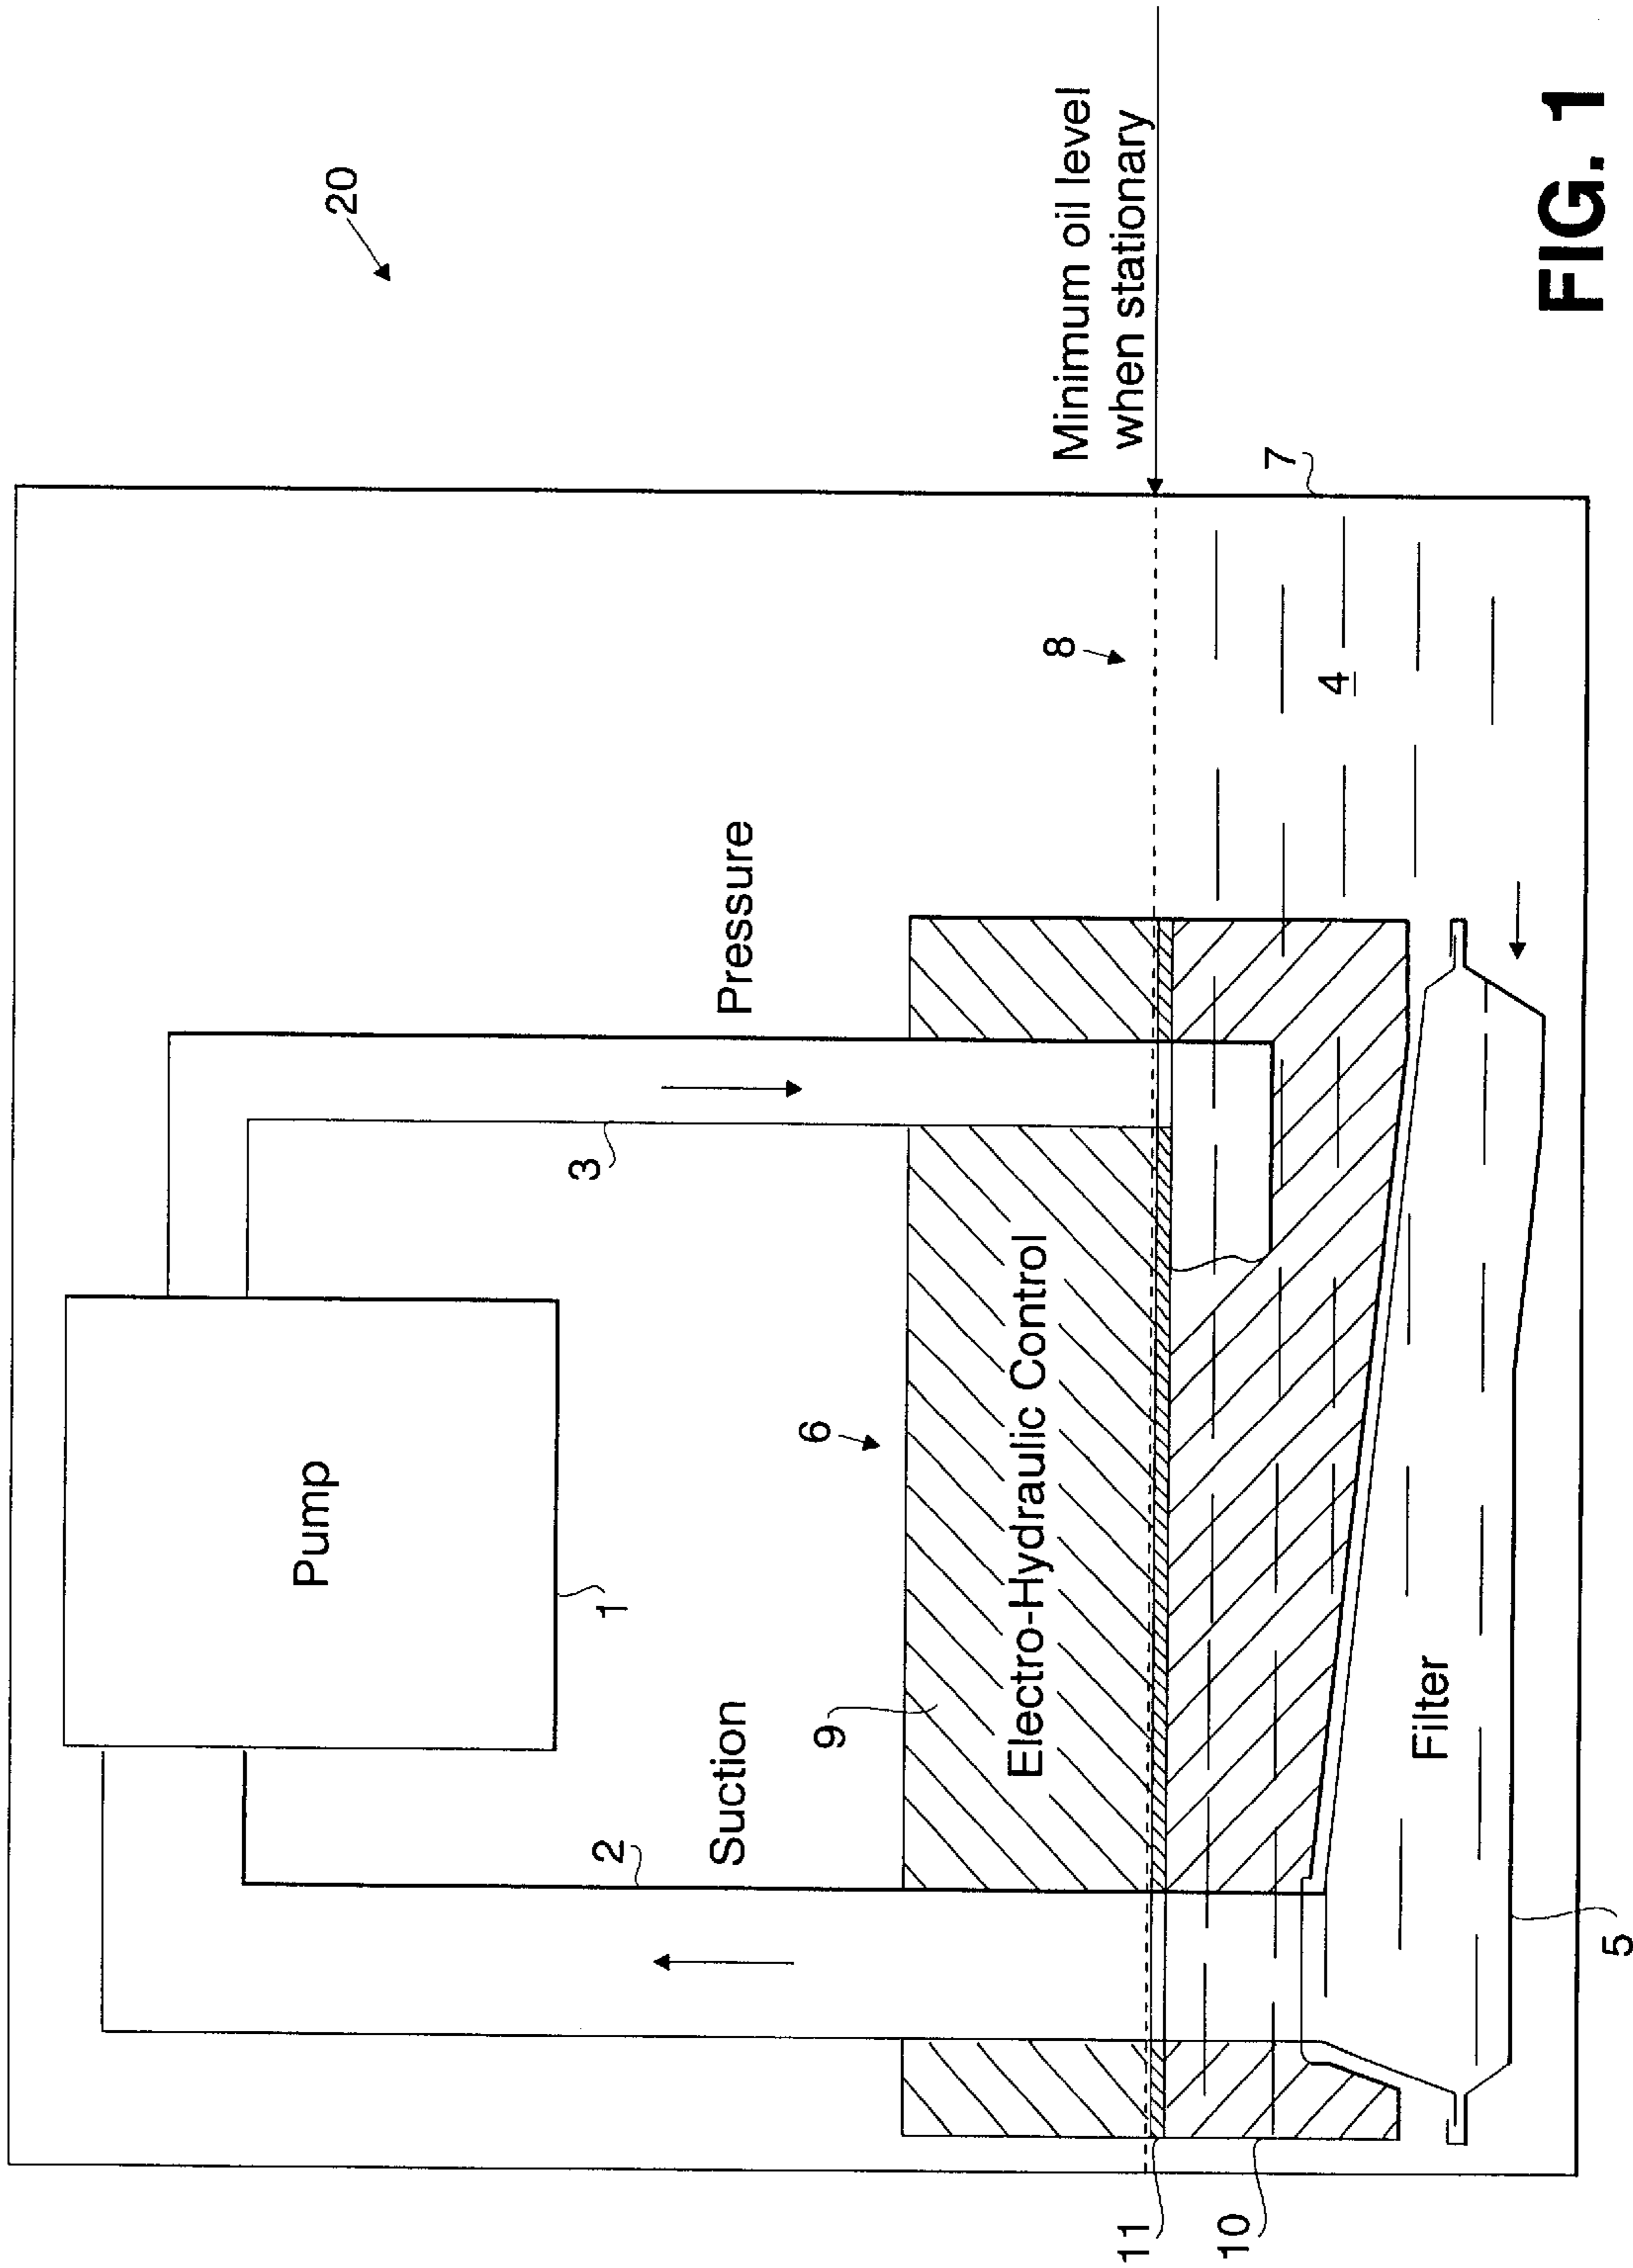 20
Pump
1
Suction
2
Pressure
3
6
9
Electro-Hydraulic Control
8
Minimum oil level
when stationary
7
4
11
10
Filter
5
FIG. 1